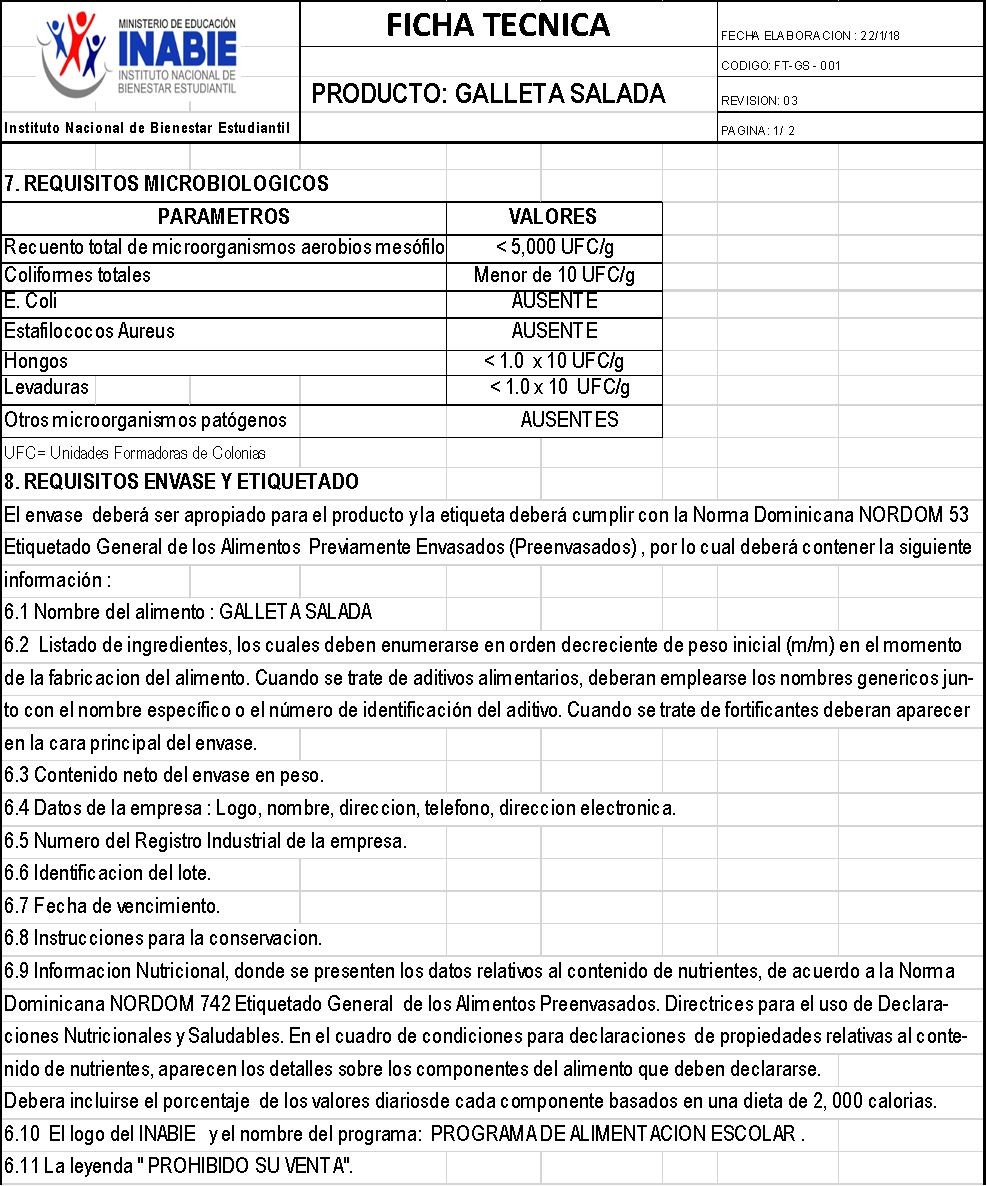 MINISTERIO DE EDUCACIÓN
INABIE
INSTITUTO NACIONAL DE
BIENESTAR ESTUDIANTIL
Instituto Nacional de Bienestar Estudiantil
FICHA TECNICA
PRODUCTO: GALLETA SALADA
FECHA ELABORACION : 22/1/18
CODIGO: FT-GS - 001
REVISION: 03
PAGINA: 1/ 2
7. REQUISITOS MICROBIOLOGICOS
PARAMETROS VALORES
Recuento total de microorganismos aerobios mesófilo < 5,000 UFC/g
Coliformes totales Menor de 10 UFC/g
E. Coli AUSENTE
Estafilococos Aureus AUSENTE
Hongos < 1.0 x 10 UFC/g
Levaduras < 1.0 x 10 UFC/g
Otros microorganismos patógenos AUSENTES
UFC= Unidades Formadoras de Colonias
8. REQUISITOS ENVASE Y ETIQUETADO
El envase deberá ser apropiado para el producto y la etiqueta deberá cumplir con la Norma Dominicana NORDOM 53
Etiquetado General de los Alimentos Previamente Envasados (Preenvasados) , por lo cual deberá contener la siguiente
información :
6.1 Nombre del alimento : GALLETA SALADA
6.2 Listado de ingredientes, los cuales deben enumerarse en orden decreciente de peso inicial (m/m) en el momento
de la fabricacion del alimento. Cuando se trate de aditivos alimentarios, deberan emplearse los nombres genericos jun-
to con el nombre específico o el número de identificación del aditivo. Cuando se trate de fortificantes deberan aparecer
en la cara principal del envase.
6.3 Contenido neto del envase en peso.
6.4 Datos de la empresa : Logo, nombre, direccion, telefono, direccion electronica.
6.5 Numero del Registro Industrial de la empresa.
6.6 Identificacion del lote.
6.7 Fecha de vencimiento.
6.8 Instrucciones para la conservacion.
6.9 Informacion Nutricional, donde se presenten los datos relativos al contenido de nutrientes, de acuerdo a la Norma
Dominicana NORDOM 742 Etiquetado General de los Alimentos Preenvasados. Directrices para el uso de Declara-
ciones Nutricionales y Saludables. En el cuadro de condiciones para declaraciones de propiedades relativas al conte-
nido de nutrientes, aparecen los detalles sobre los componentes del alimento que deben declararse.
Debera incluirse el porcentaje de los valores diariosde cada componente basados en una dieta de 2, 000 calorias.
6.10 El logo del INABIE y el nombre del programa: PROGRAMA DE ALIMENTACION ESCOLAR .
6.11 La leyenda " PROHIBIDO SU VENTA".